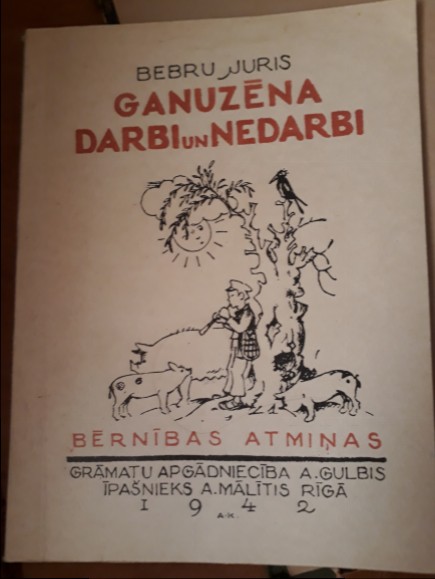 BEBRU JURIS
GANUZĒNA
DARBI UN NEDARBI
BĒRNĪBAS ATMIŅAS
GRĀMATU APGĀDNIECĪBA A. GULBIS
ĪPAŠNIEKS A. MĀLĪTIS RĪGĀ
1942
A.K.